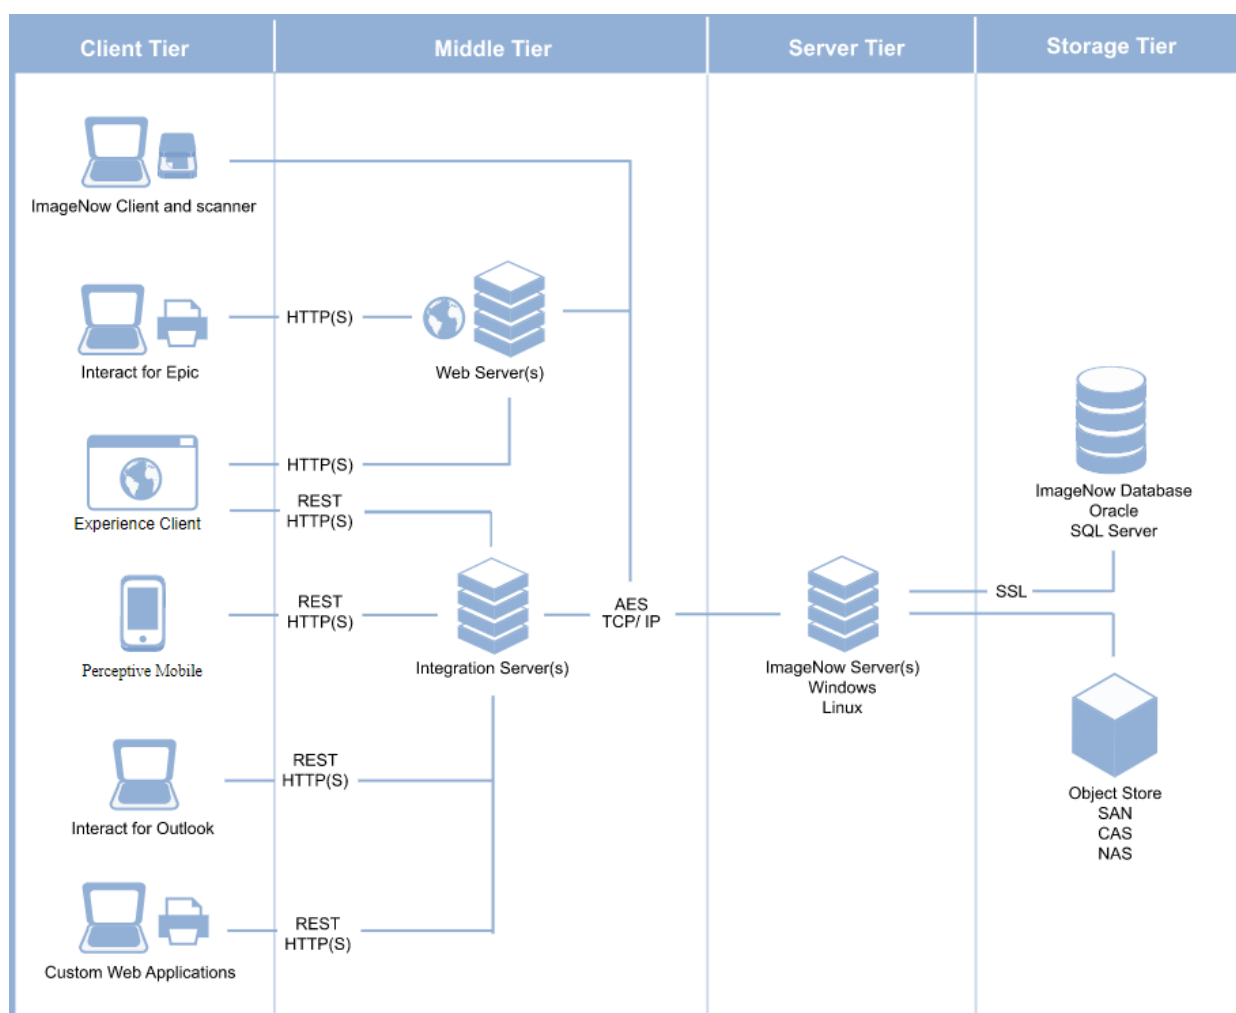 Client Tier
Middle Tier
Server Tier
Storage Tier
ImageNow Client and scanner
HTTP(S)
Interact for Epic
Web Server(s)
HTTP(S)
REST
HTTP(S)
Experience Client
ImageNow Database
Oracle
SQL Server
REST
HTTP(S)
AES
TCP/ IP
SSL
Perceptive Mobile
Integration Server(s)
ImageNow Server(s)
Windows
Linux
REST
HTTP(S)
Interact for Outlook
Object Store
SAN
CAS
NAS
REST
HTTP(S)
Custom Web Applications